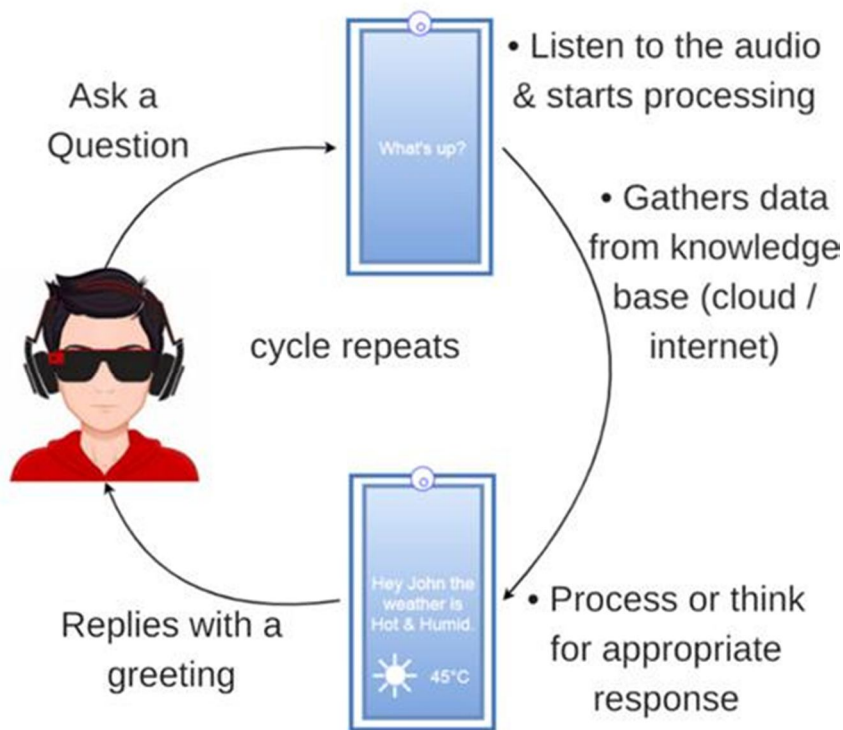 Ask a
Question
What's up?
• Listen to the audio
& starts processing
• Gathers data
from knowledge
base (cloud /
internet)
cycle repeats
Hey John the
weather is
Hot & Humid.
45°C
• Process or think
for appropriate
response
Replies with a
greeting